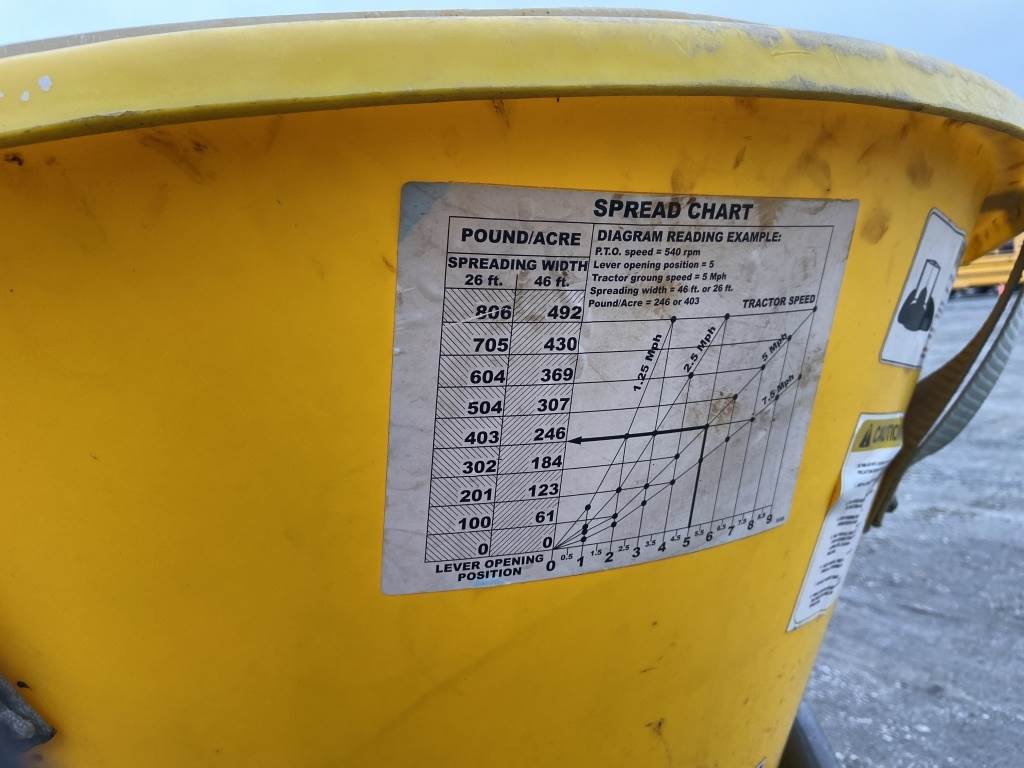 SPREAD CHART
POUND/ACRE
SPREADING WIDTH
26 ft. 46 ft.
DIAGRAM READING EXAMPLE:
P.T.O. speed = 540 rpm
Lever opening position = 5
Tractor groung speed = 5 Mph
Spreading width = 46 ft. or 26 ft.
Pound/Acre = 246 or 403
TRACTOR SPEED
806 492
705 430
604 369
504 307
403 246
302 184
201 123
100 61
0 0
1.25 Mph
2.5 Mph
5 Mph
7.5 Mph
LEVER OPENING
POSITION
0 0.5 1 1.5 2 2.5 3 3.5 4 4.5 5 5.5 6 6.5 7 7.5 8 8.5 9
CAUTION